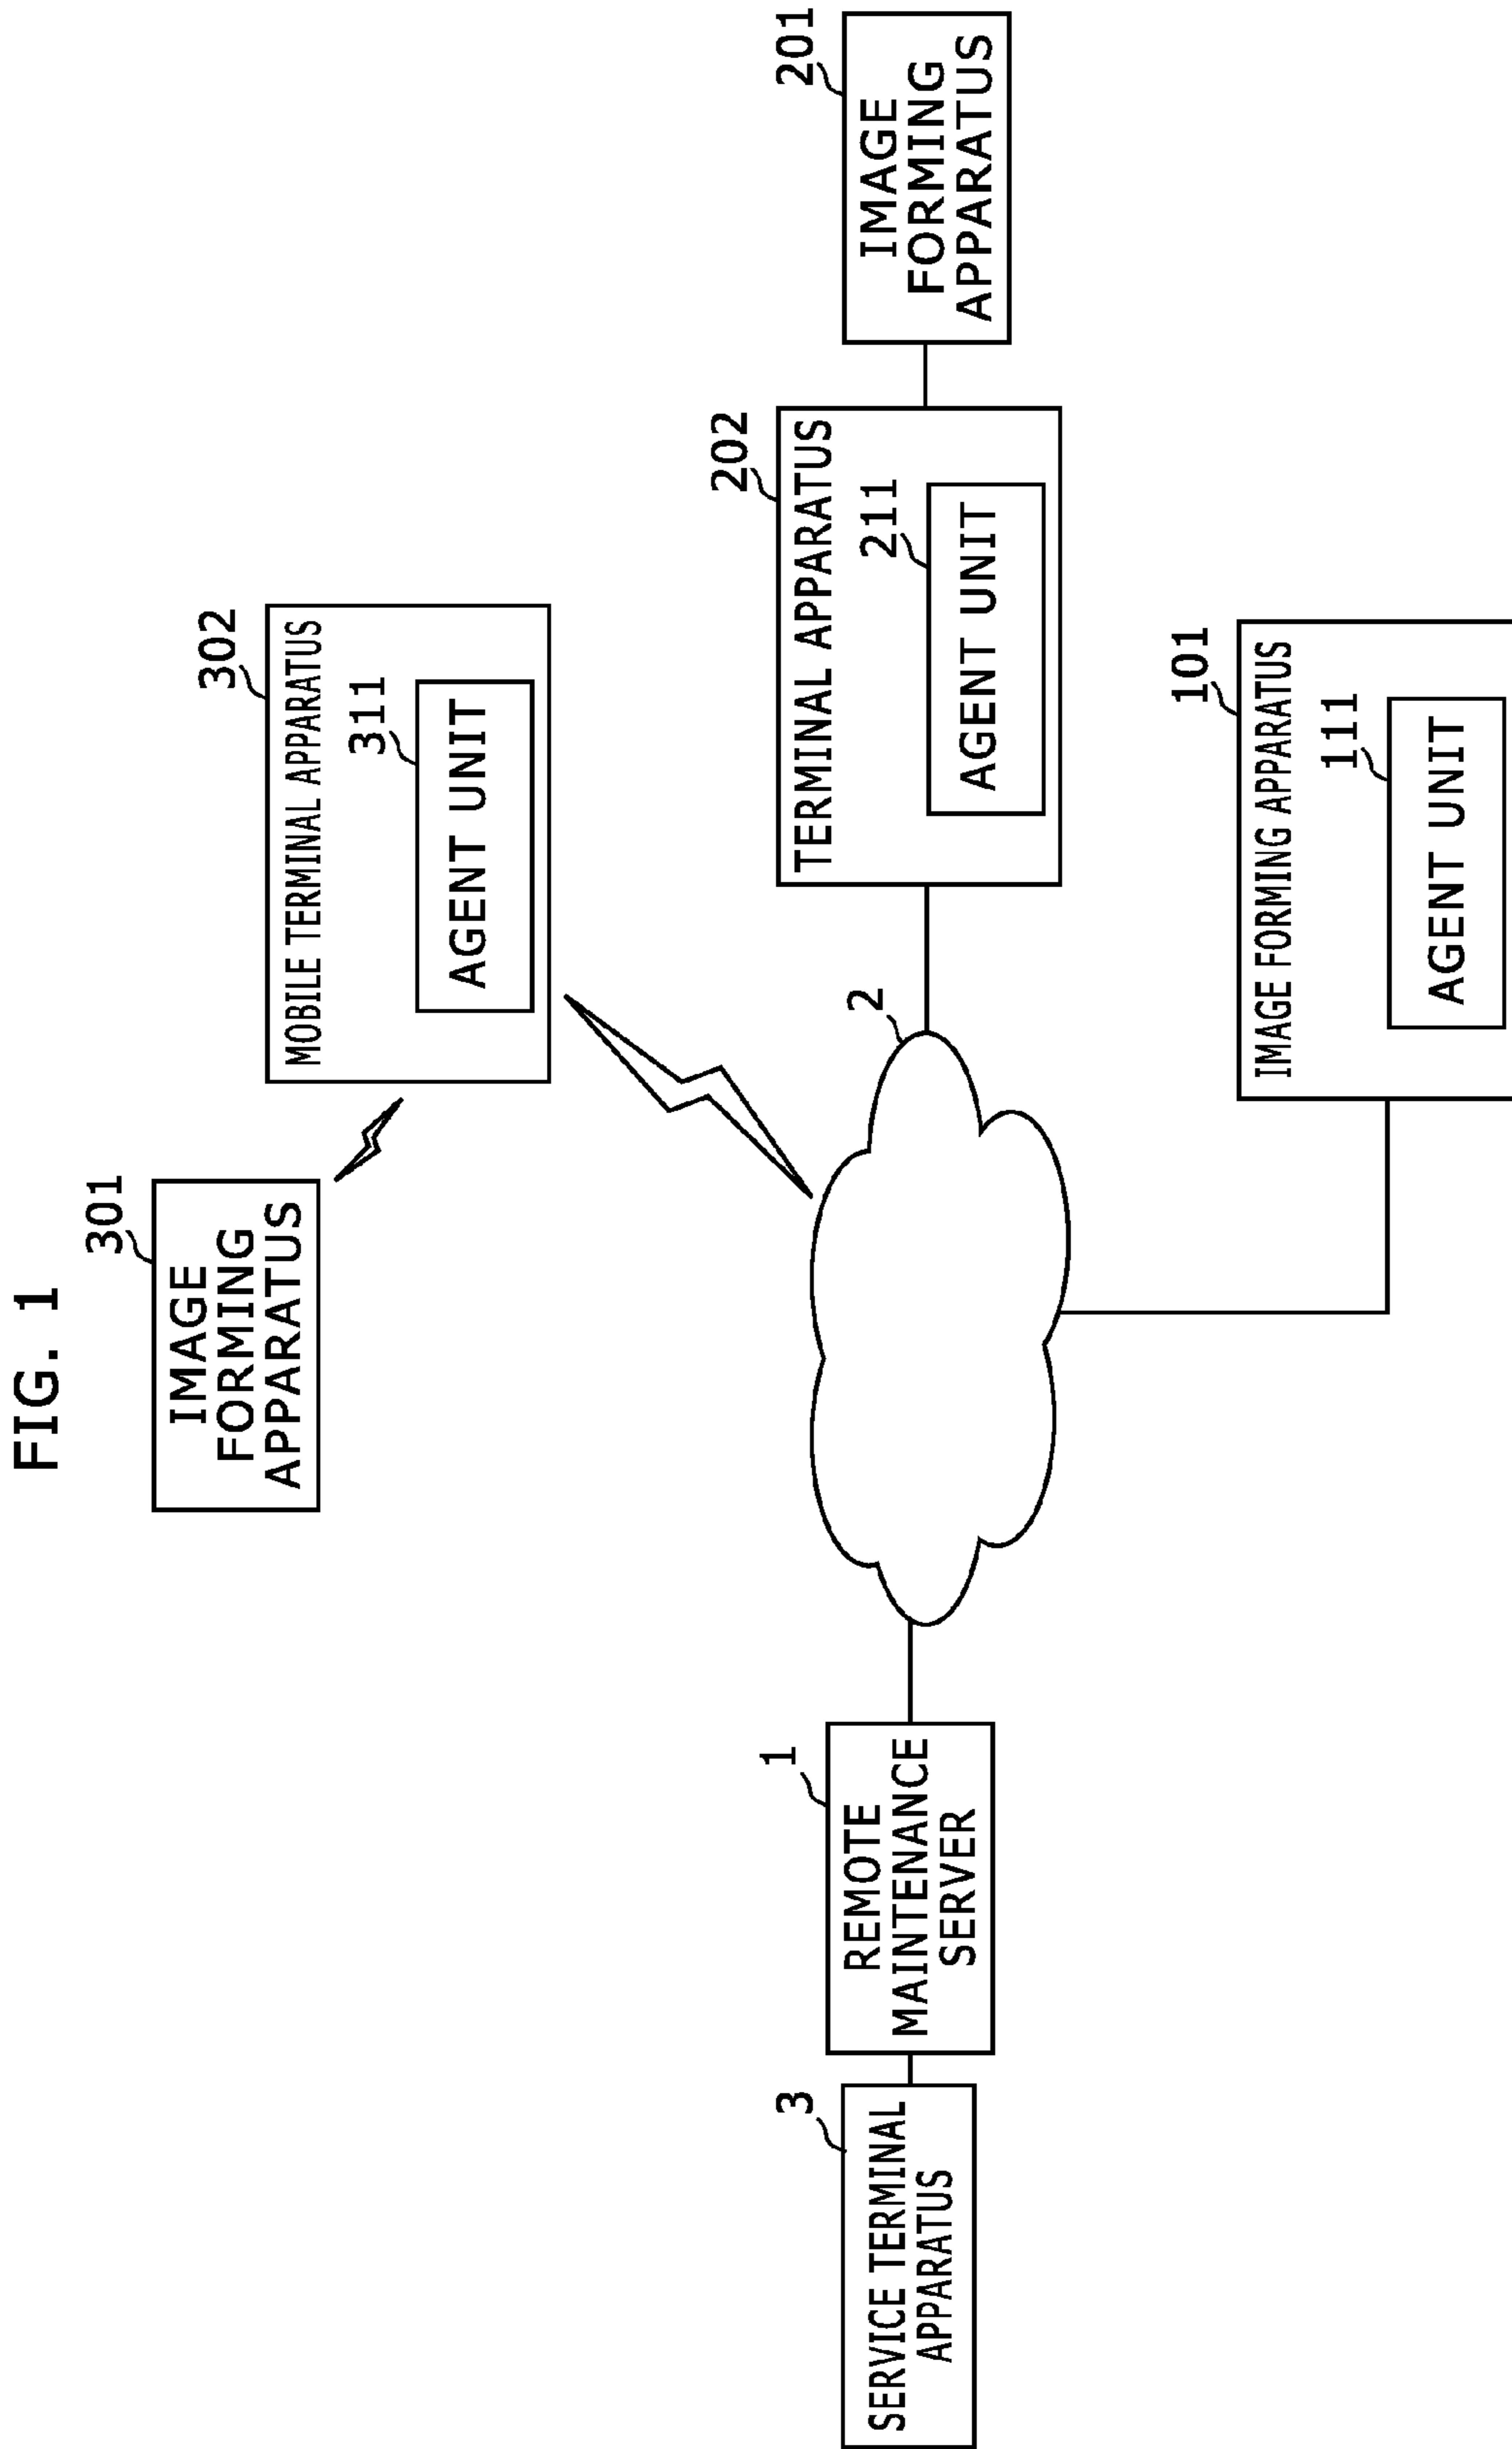 FIG. 1
301
IMAGE
FORMING
APPARATUS
302
MOBILE TERMINAL APPARATUS
311
AGENT UNIT
3
SERVICE TERMINAL
APPARATUS
1
REMOTE
MAINTENANCE
SERVER
2
202
TERMINAL APPARATUS
211
AGENT UNIT
201
IMAGE
FORMING
APPARATUS
101
IMAGE FORMING APPARATUS
111
AGENT UNIT